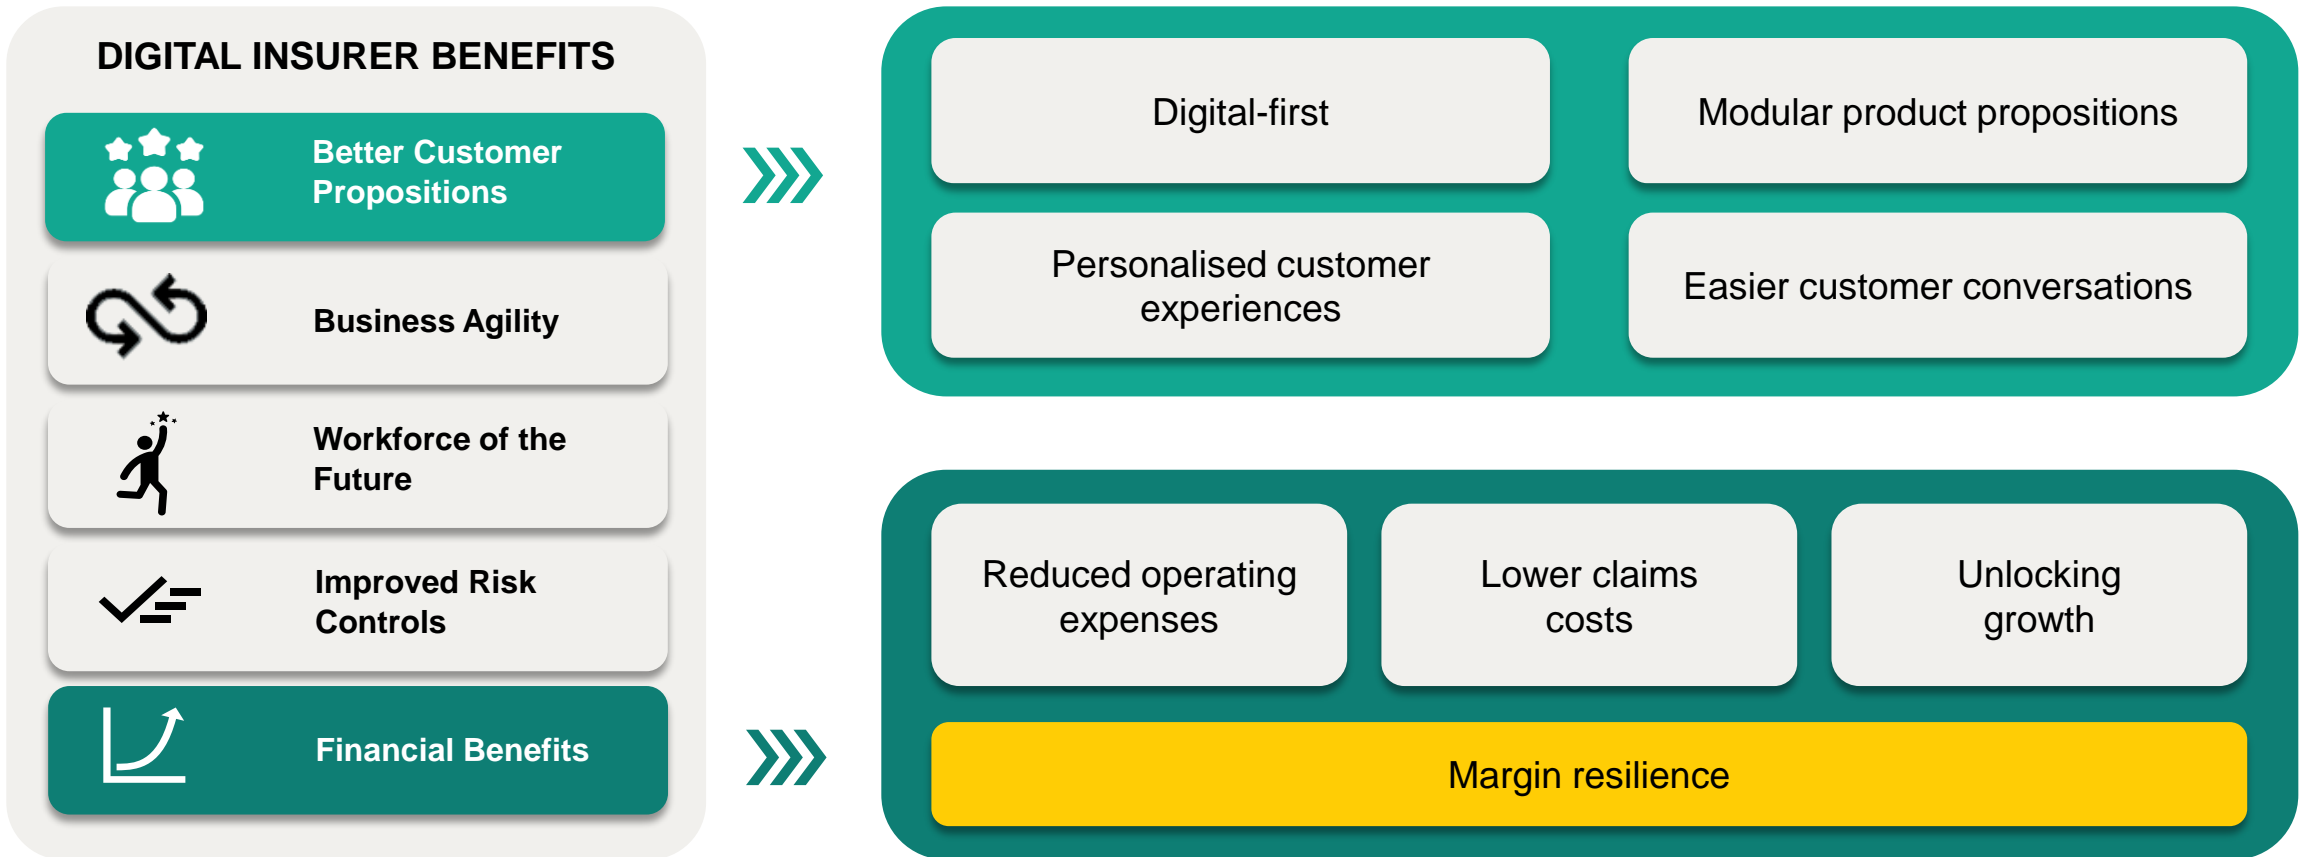 DIGITAL INSURER BENEFITS
Better Customer
Propositions
Business Agility
Workforce of the
Future
Improved Risk
Controls
Financial Benefits
Digital-first
Modular product propositions
Personalised customer
experiences
Easier customer conversations
Reduced operating
expenses
Lower claims
costs
Unlocking
growth
Margin resilience